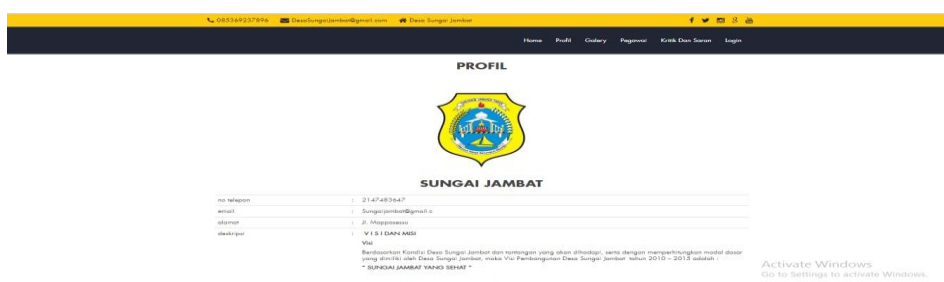 085369237896 DesaSungaiJambat@gmail.com Desa Sungai Jambat
Home Profil Galery Pegawai Kritik Dan Saran Login
PROFIL
SUNGAI JAMBAT
no telepon : 2147483647
email : Sungaijambat@gmail.c
alamat : Jl. Mappasessu
deskripsi : V I S I DAN MISI
Visi
Berdasarkan Kondisi Desa Sungai Jambat dan tantangan yang akan dihadapi, serta dengan memperhitungkan modal dasar
yang dimiliki oleh Desa Sungai Jambat, maka Visi Pembangunan Desa Sungai Jambat tahun 2010 – 2015 adalah :
" SUNGAI JAMBAT YANG SEHAT "
Activate Windows
Go to Settings to activate Windows.